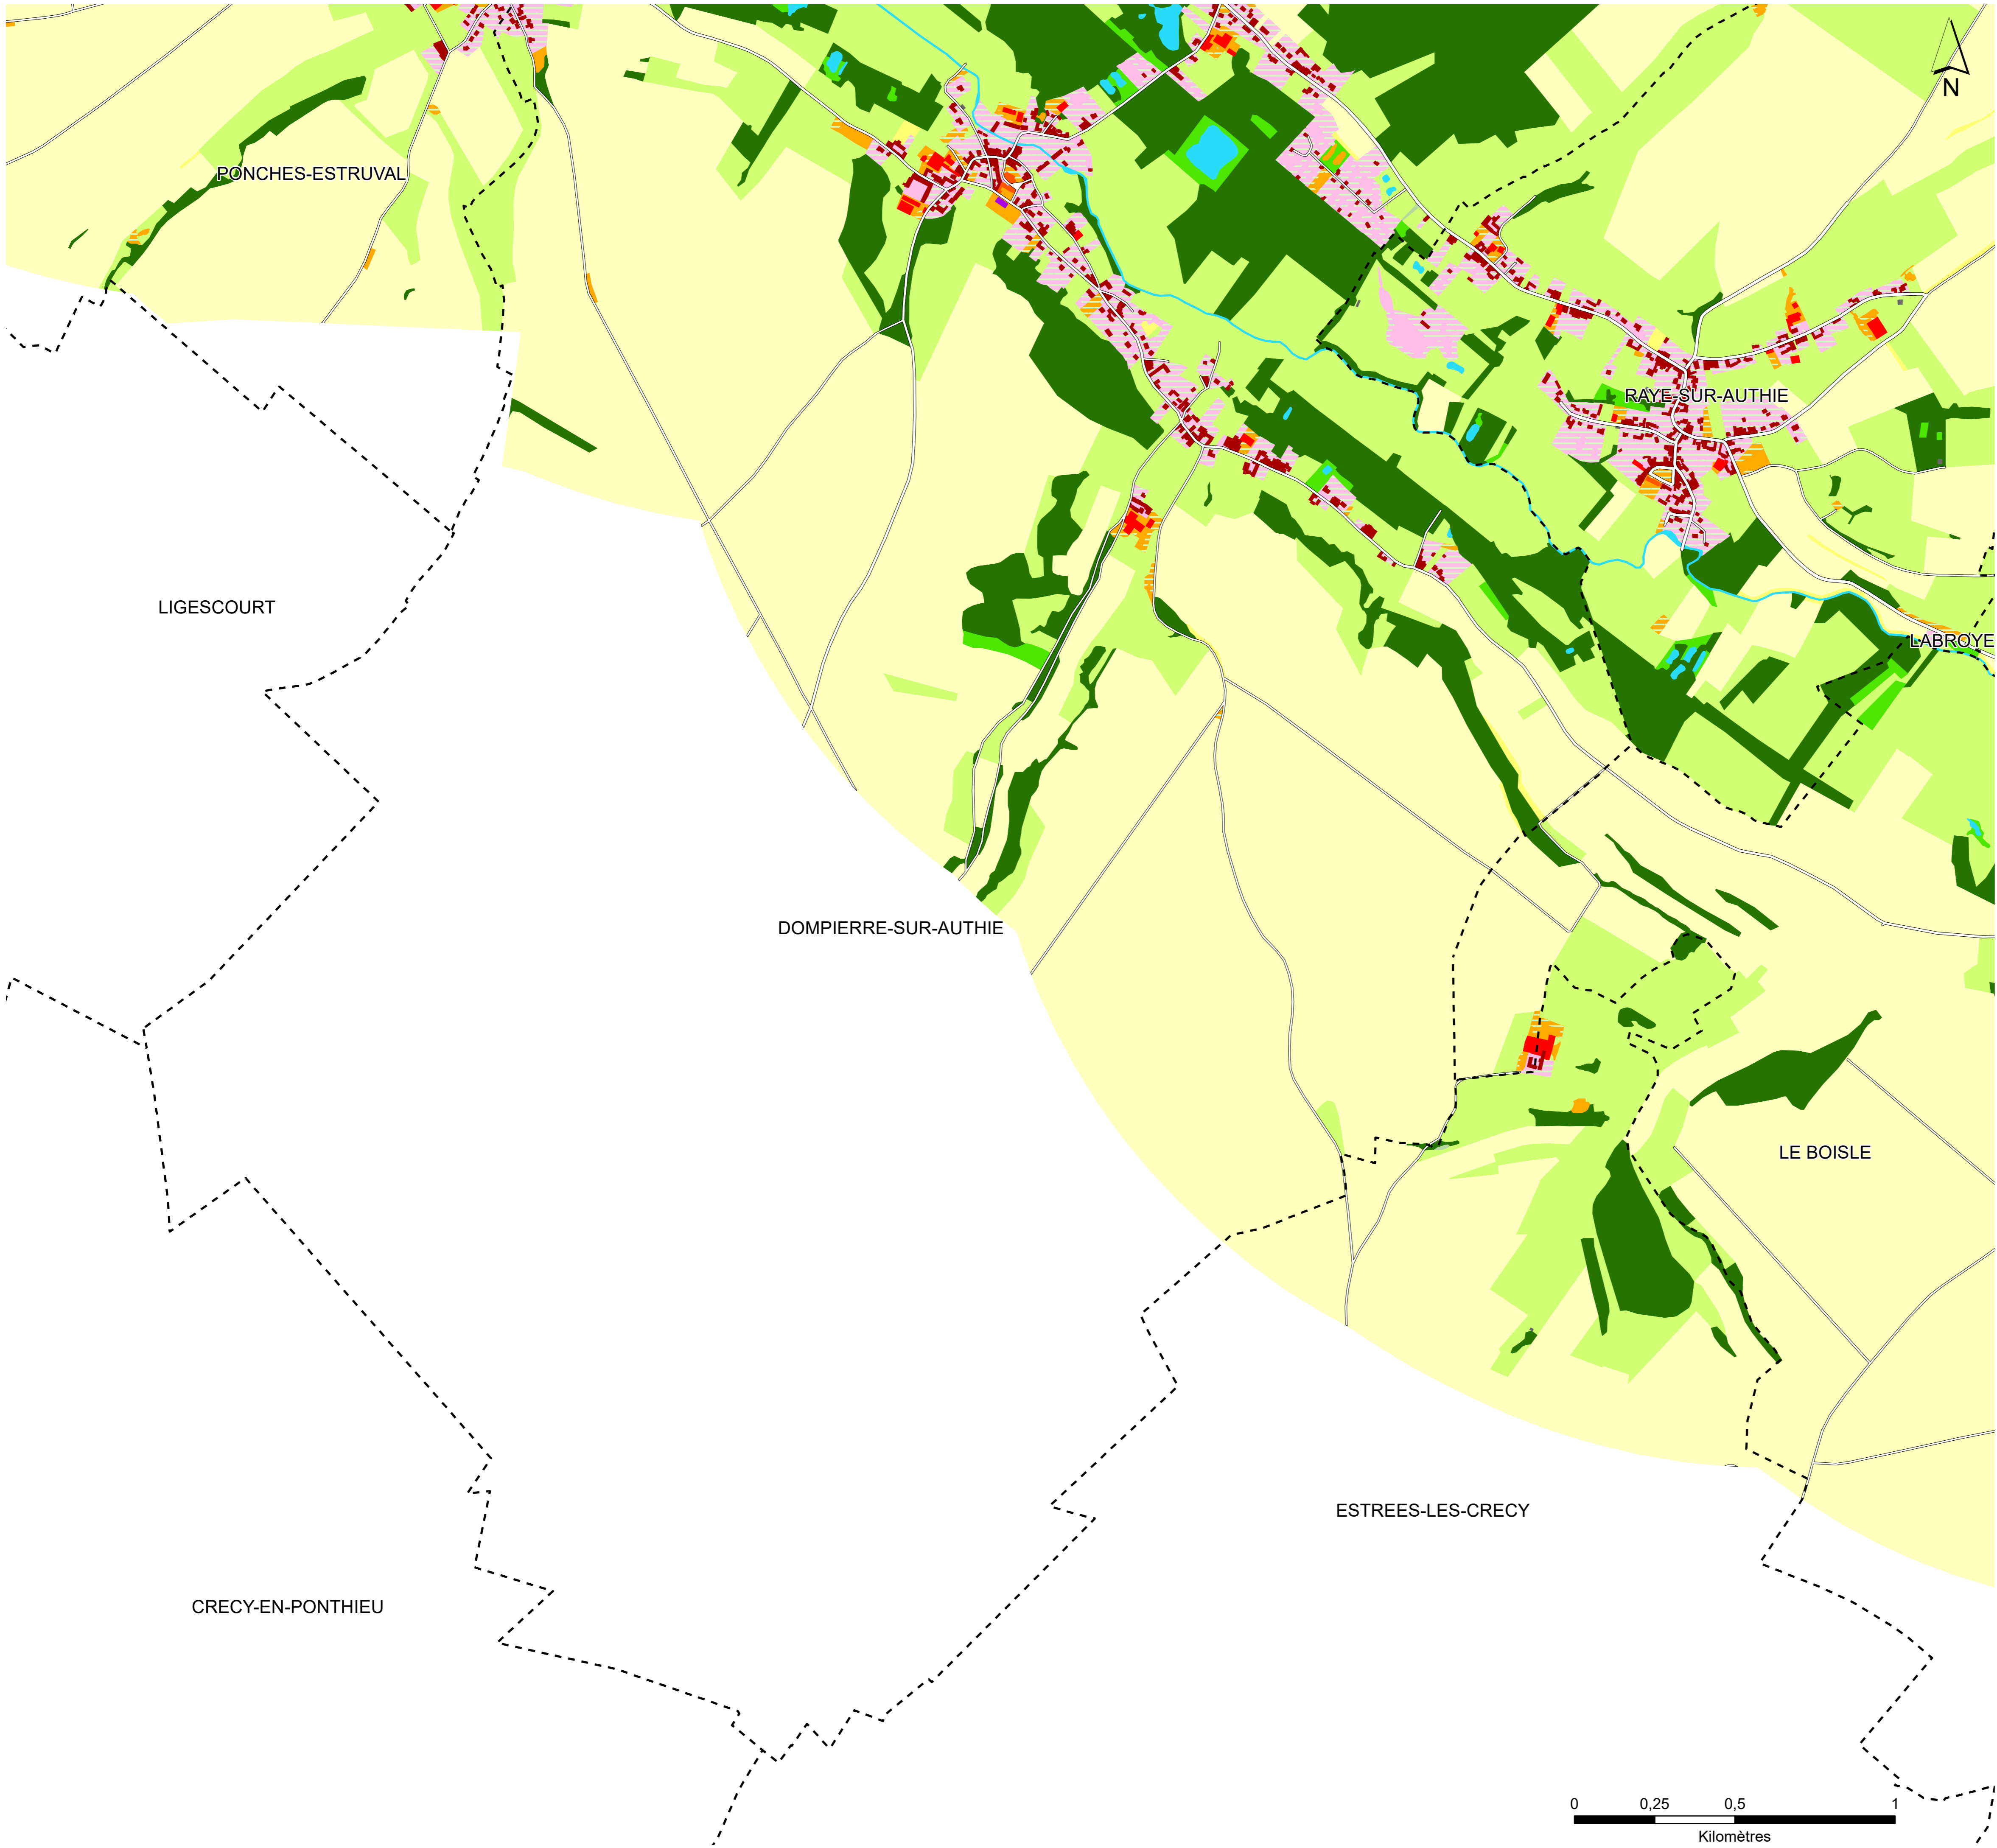 N
PONCHES-ESTRUVAL
RAYE-SUR-AUTHIE
LIGESCOURT
LABROYE
DOMPIERRE-SUR-AUTHIE
LE BOISLE
ESTREES-LES-CRECY
CRECY-EN-PONTHIEU
0 0,25 0,5 1
Kilomètres